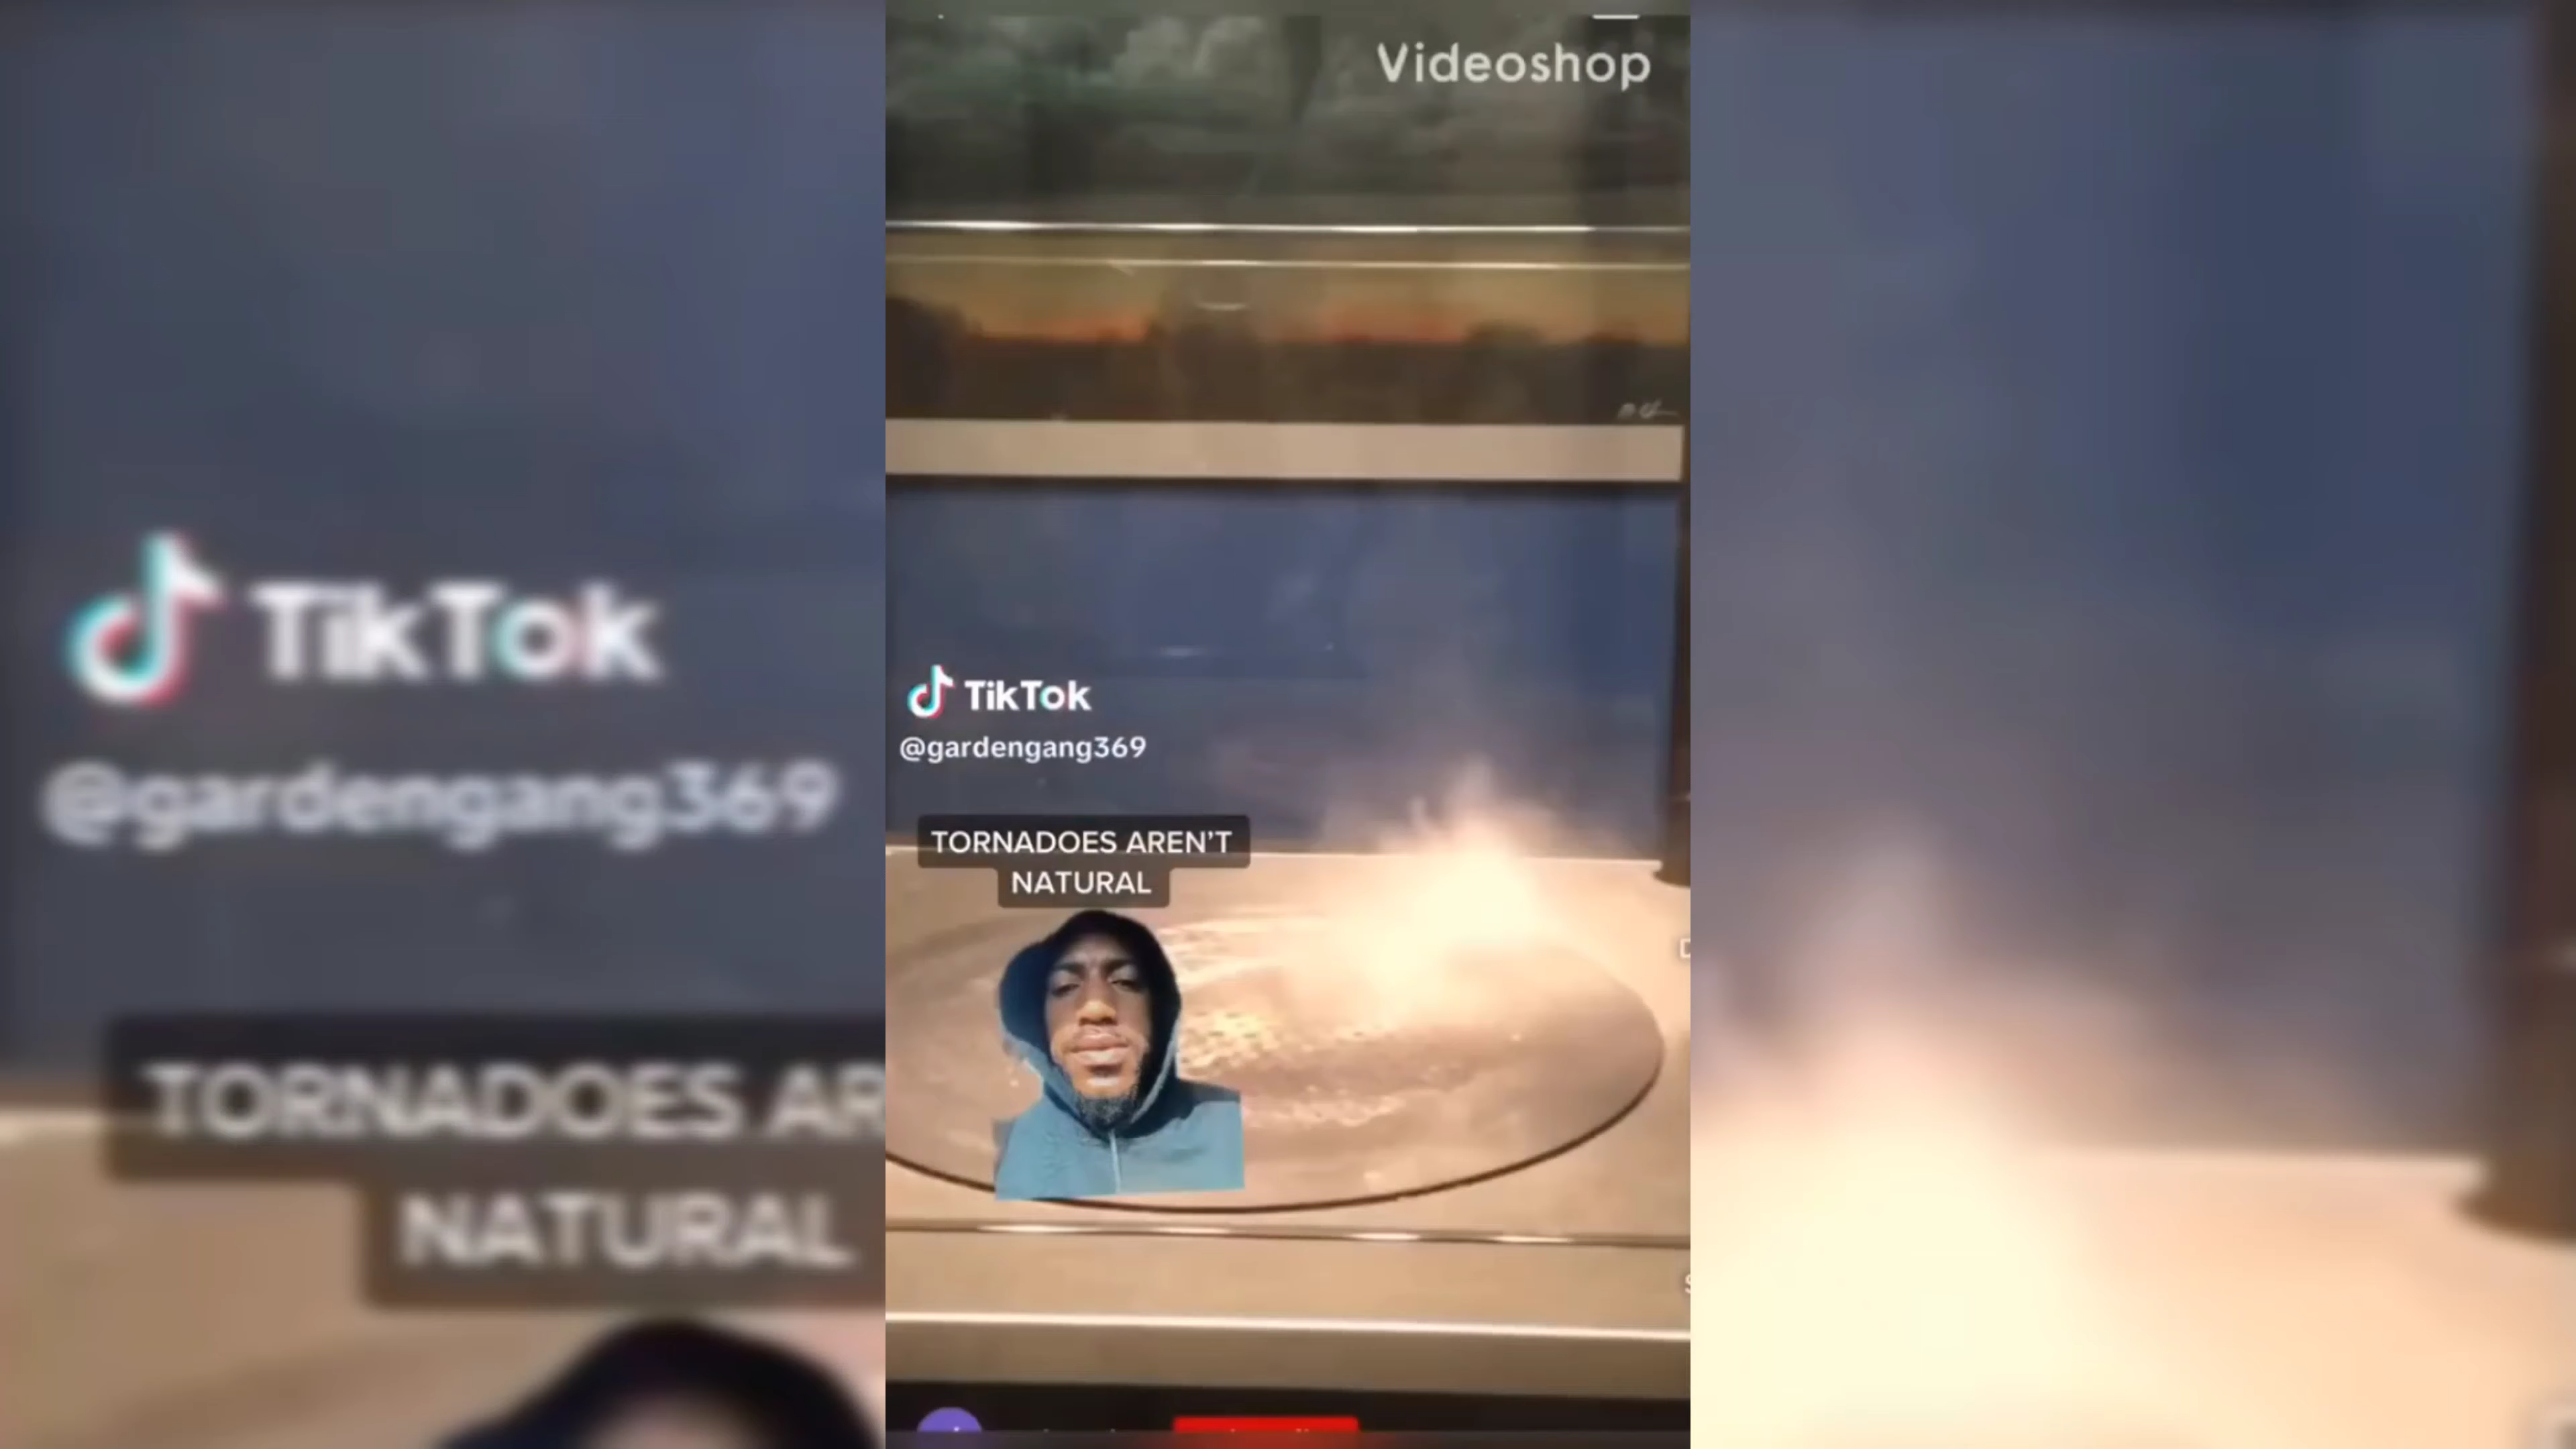 Videoshop
TikTok
@gardengang369
TORNADOES AREN'T
NATURAL
TikTok
@gardengang369
TORNADOES AR
NATURAL